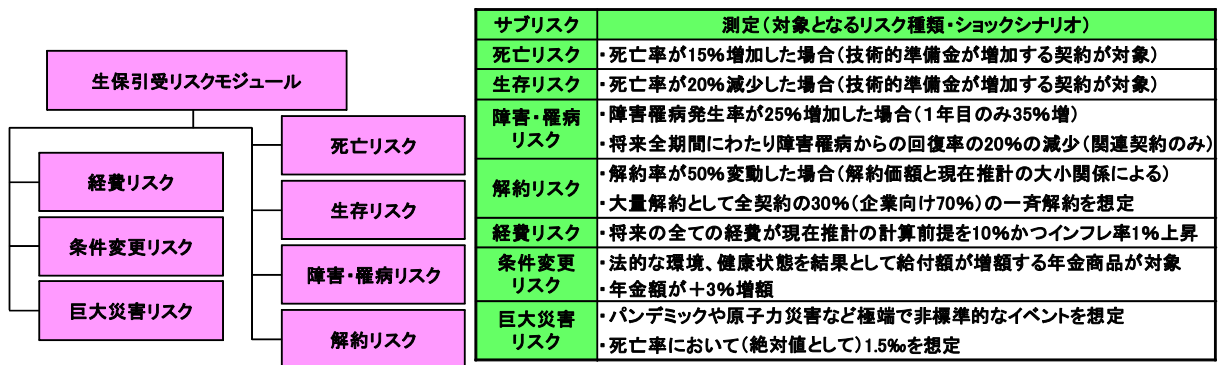 生保引受リスクモジュール
死亡リスク
経費リスク
生存リスク
条件変更リスク
障害・罹病リスク
巨大災害リスク
解約リスク
サブリスク 測定(対象となるリスク種類・ショックシナリオ)
死亡リスク ・死亡率が15%増加した場合(技術的準備金が増加する契約が対象)
生存リスク ・死亡率が20%減少した場合(技術的準備金が増加する契約が対象)
障害・罹病
リスク
・障害罹病発生率が25%増加した場合(1年目のみ35%増)
・将来全期間にわたり障害罹病からの回復率の20%の減少(関連契約のみ)
解約リスク
・解約率が50%変動した場合(解約価額と現在推計の大小関係による)
・大量解約として全契約の30%(企業向け70%)の一斉解約を想定
経費リスク ・将来の全ての経費が現在推計の計算前提を10%かつインフレ率1%上昇
条件変更
リスク
・法的な環境、健康状態を結果として給付額が増額する年金商品が対象
・年金額が+3%増額
巨大災害
リスク
・パンデミックや原子力災害など極端で非標準的なイベントを想定
・死亡率において(絶対値として)1.5‰を想定